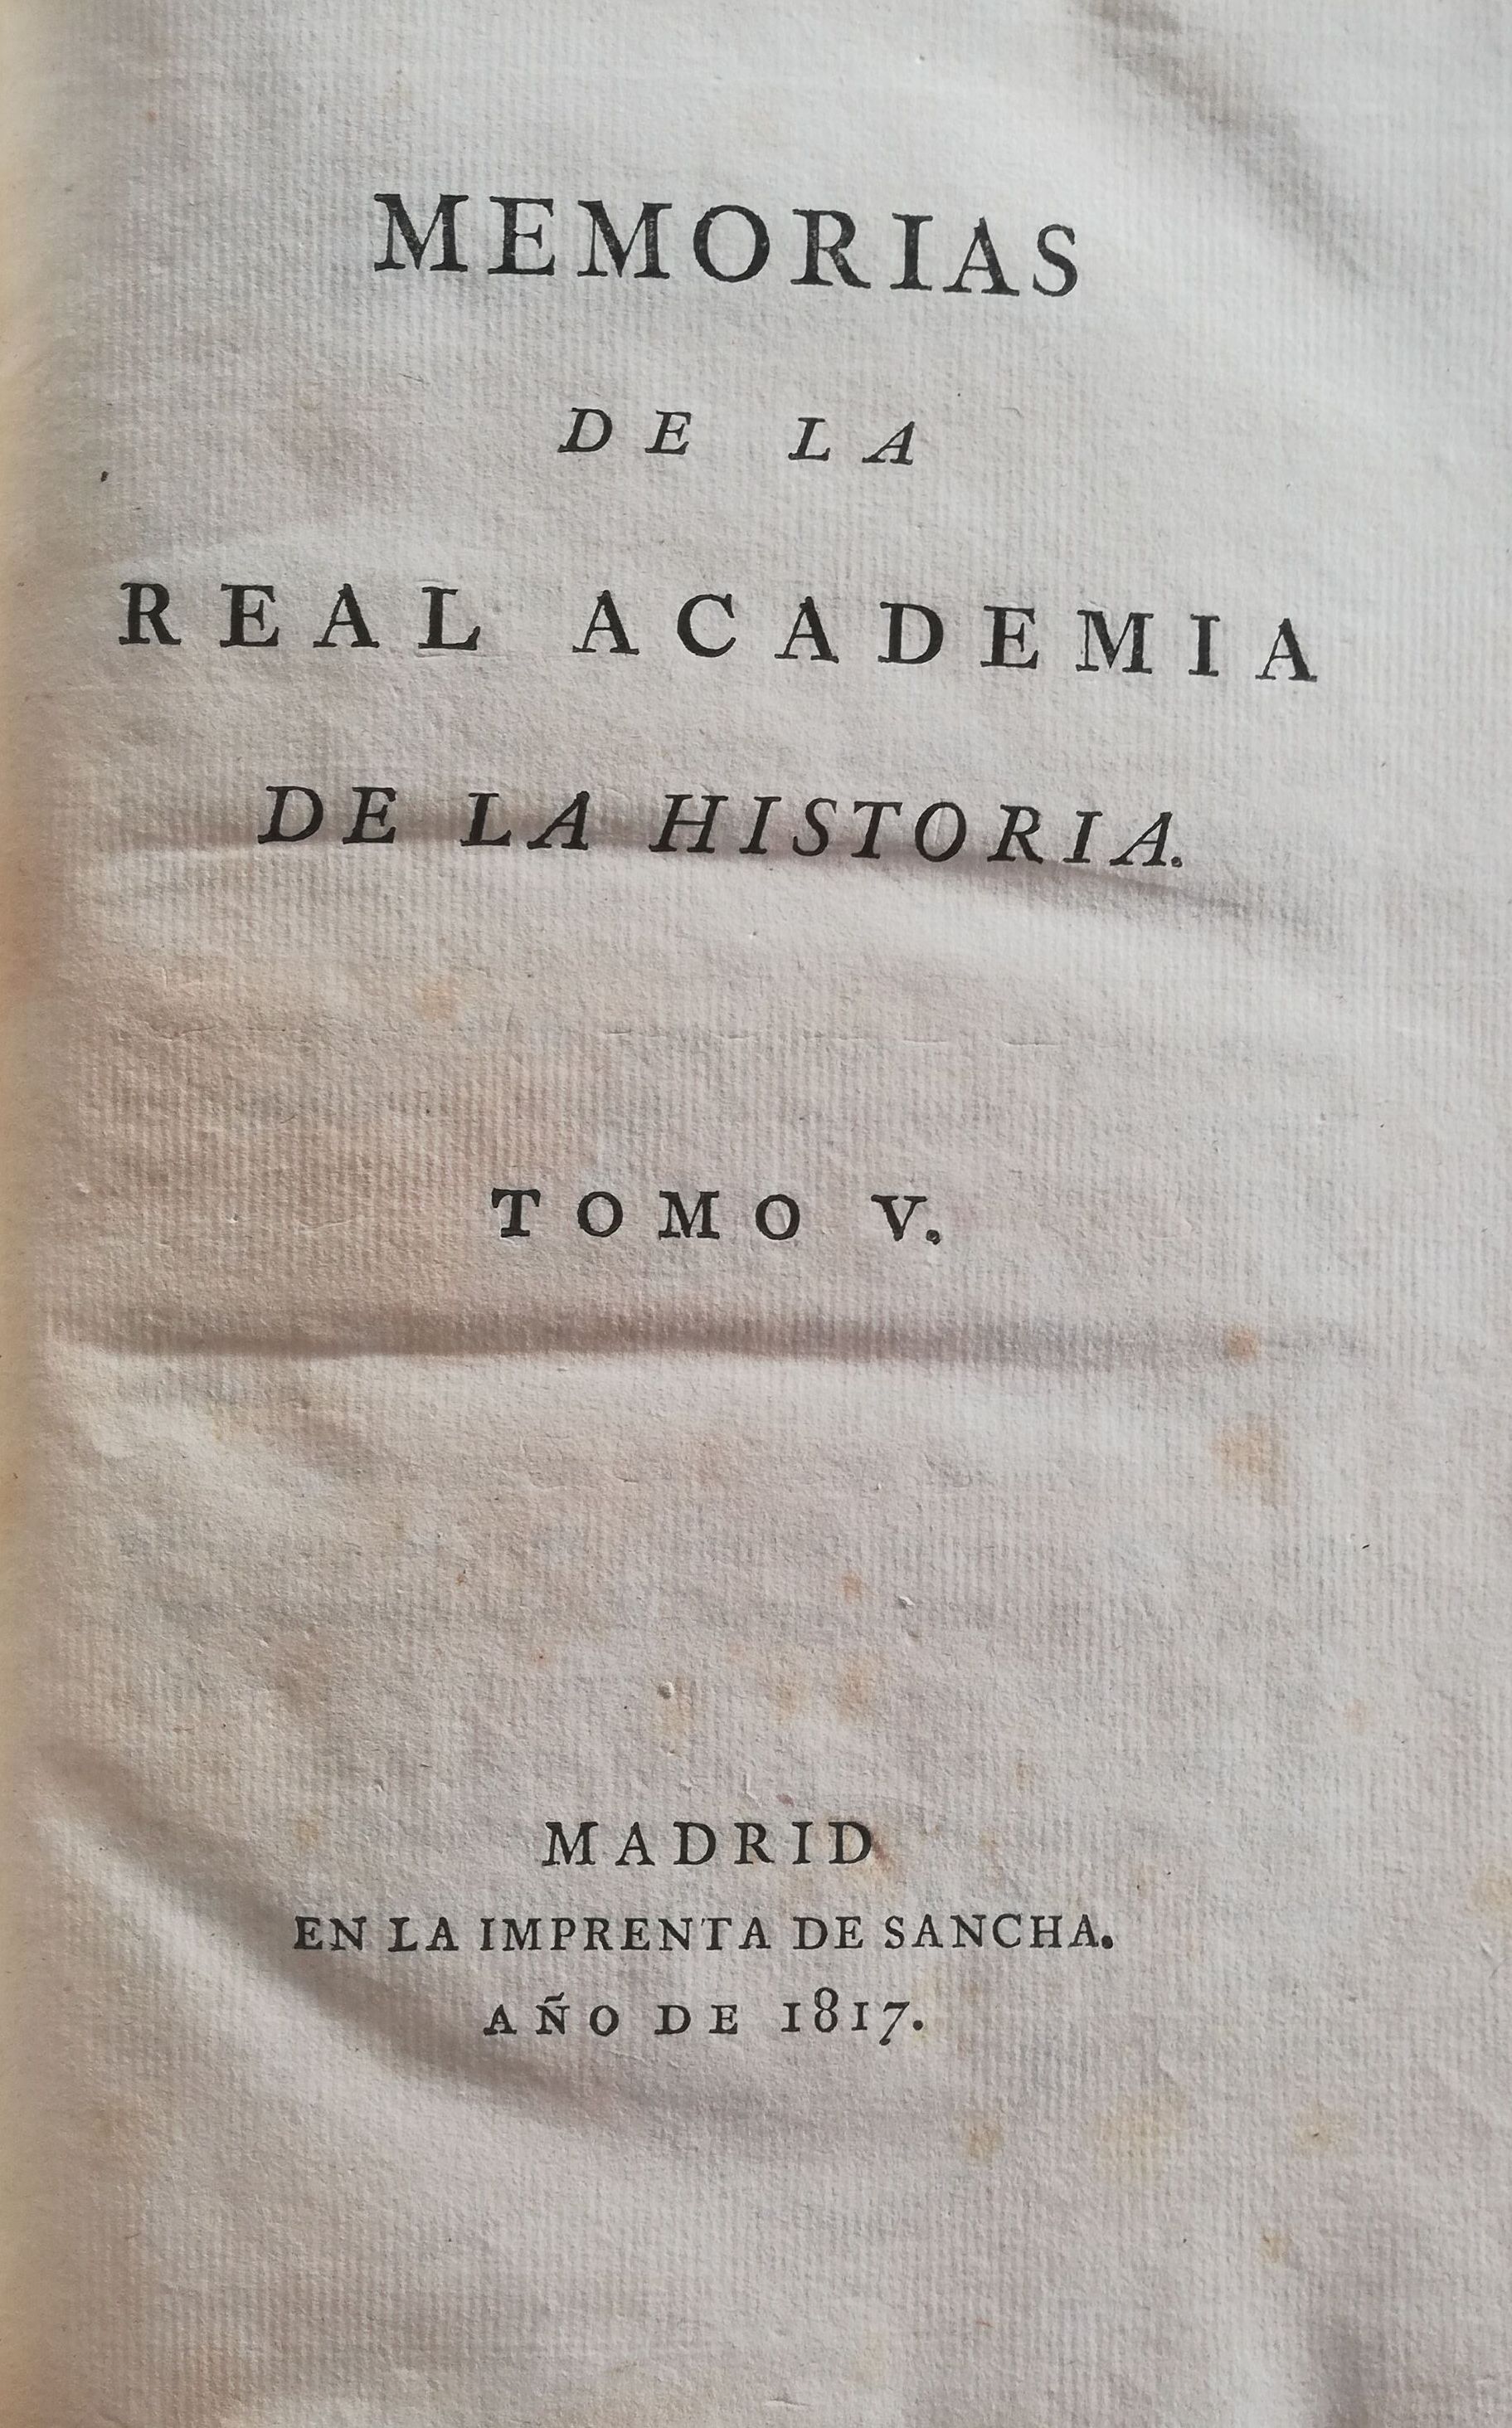 MEMORIAS
DE LA
REAL ACADEMIA
DE LA HISTORIA.
TOMO V.
MADRID
EN LA IMPRENTA DE SANCHA.
AÑO DE 1817.